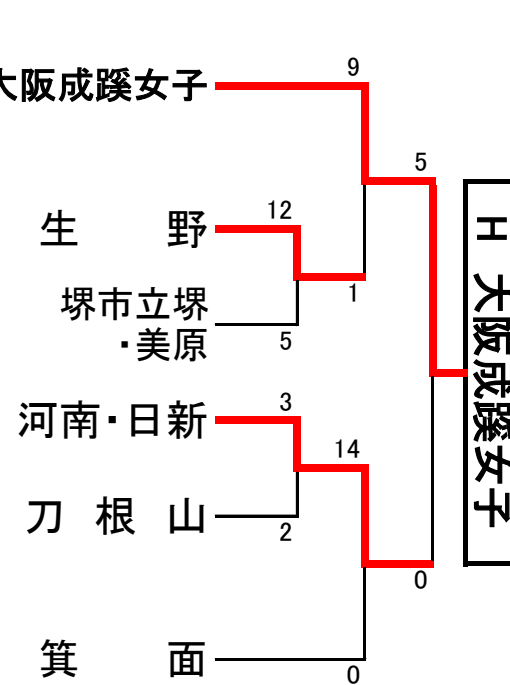 9
大阪成蹊女子
5
12
生 野
1
堺市立堺
・美原
5
3
河南・日新
14
刀 根 山
2
0
箕 面
0
H 大阪成蹊女子